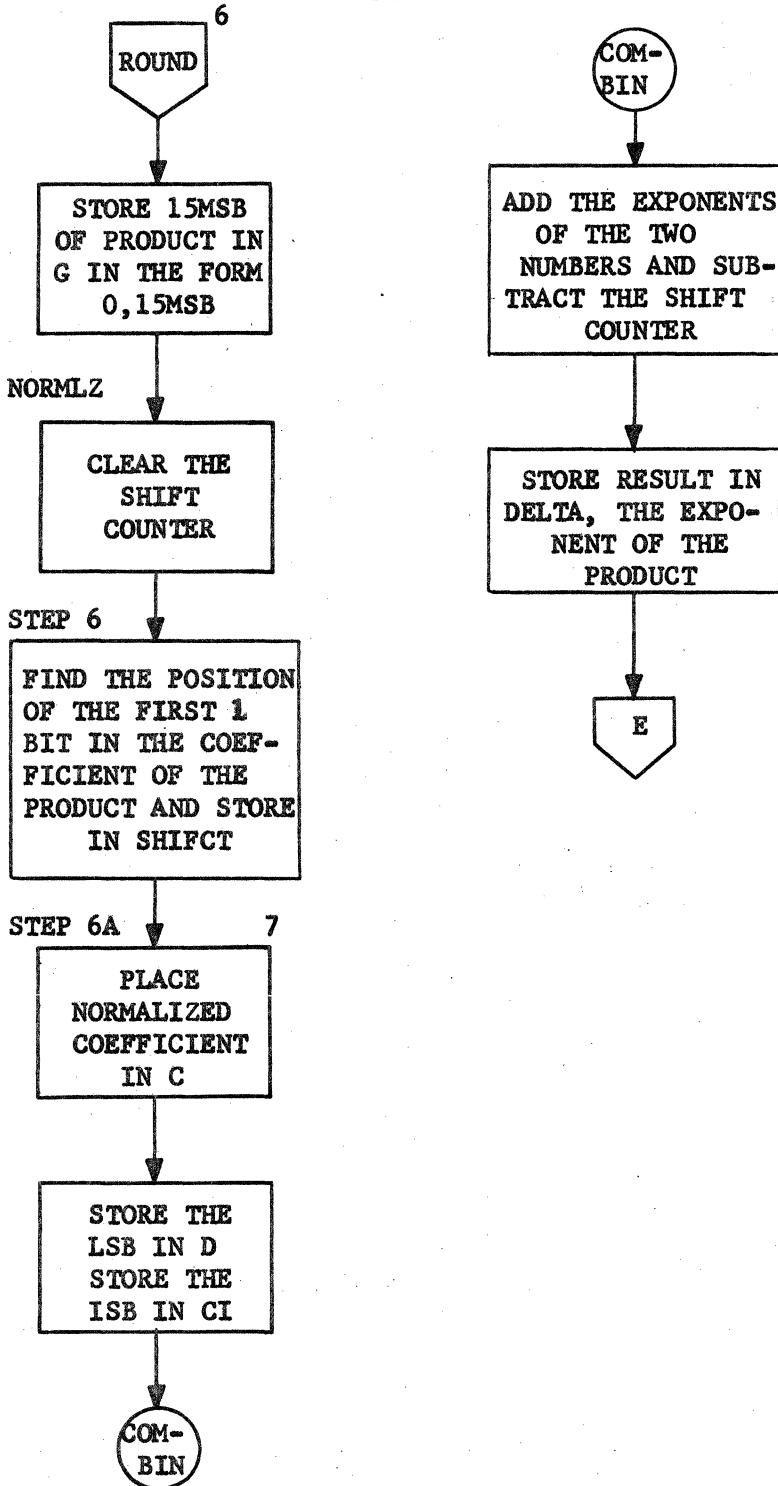 6
ROUND
STORE 15MSB
OF PRODUCT IN
G IN THE FORM
0,15MSB
NORMLZ
CLEAR THE
SHIFT
COUNTER
STEP 6
FIND THE POSITION
OF THE FIRST 1
BIT IN THE COEF-
FICIENT OF THE
PRODUCT AND STORE
IN SHIFCT
STEP 6A 7
PLACE
NORMALIZED
COEFFICIENT
IN C
STORE THE
LSB IN D
STORE THE
ISB IN CI
COM-
BIN
COM-
BIN
ADD THE EXPONENTS
OF THE TWO
NUMBERS AND SUB-
TRACT THE SHIFT
COUNTER
STORE RESULT IN
DELTA, THE EXPO-
NENT OF THE
PRODUCT
E